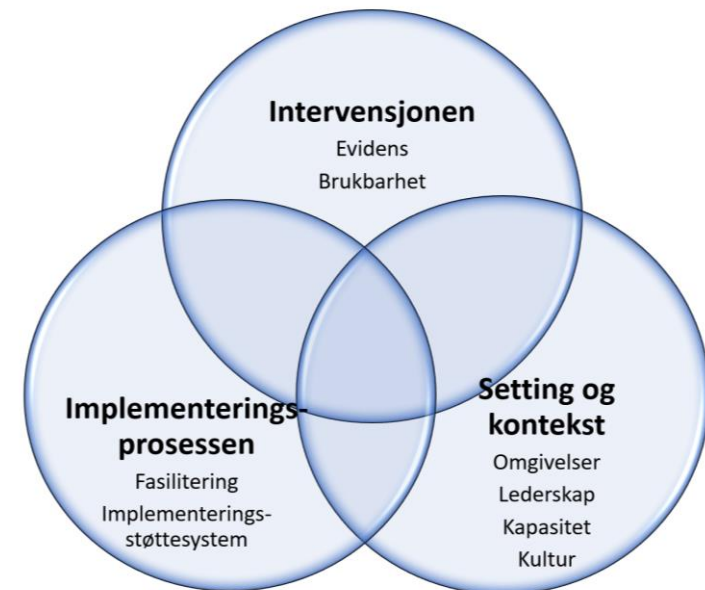 Intervensjonen
Evidens
Brukbarhet
Implementerings-
prosessen
Fasilitering
Implementerings-
støttesystem
Setting og
kontekst
Omgivelser
Lederskap
Kapasitet
Kultur